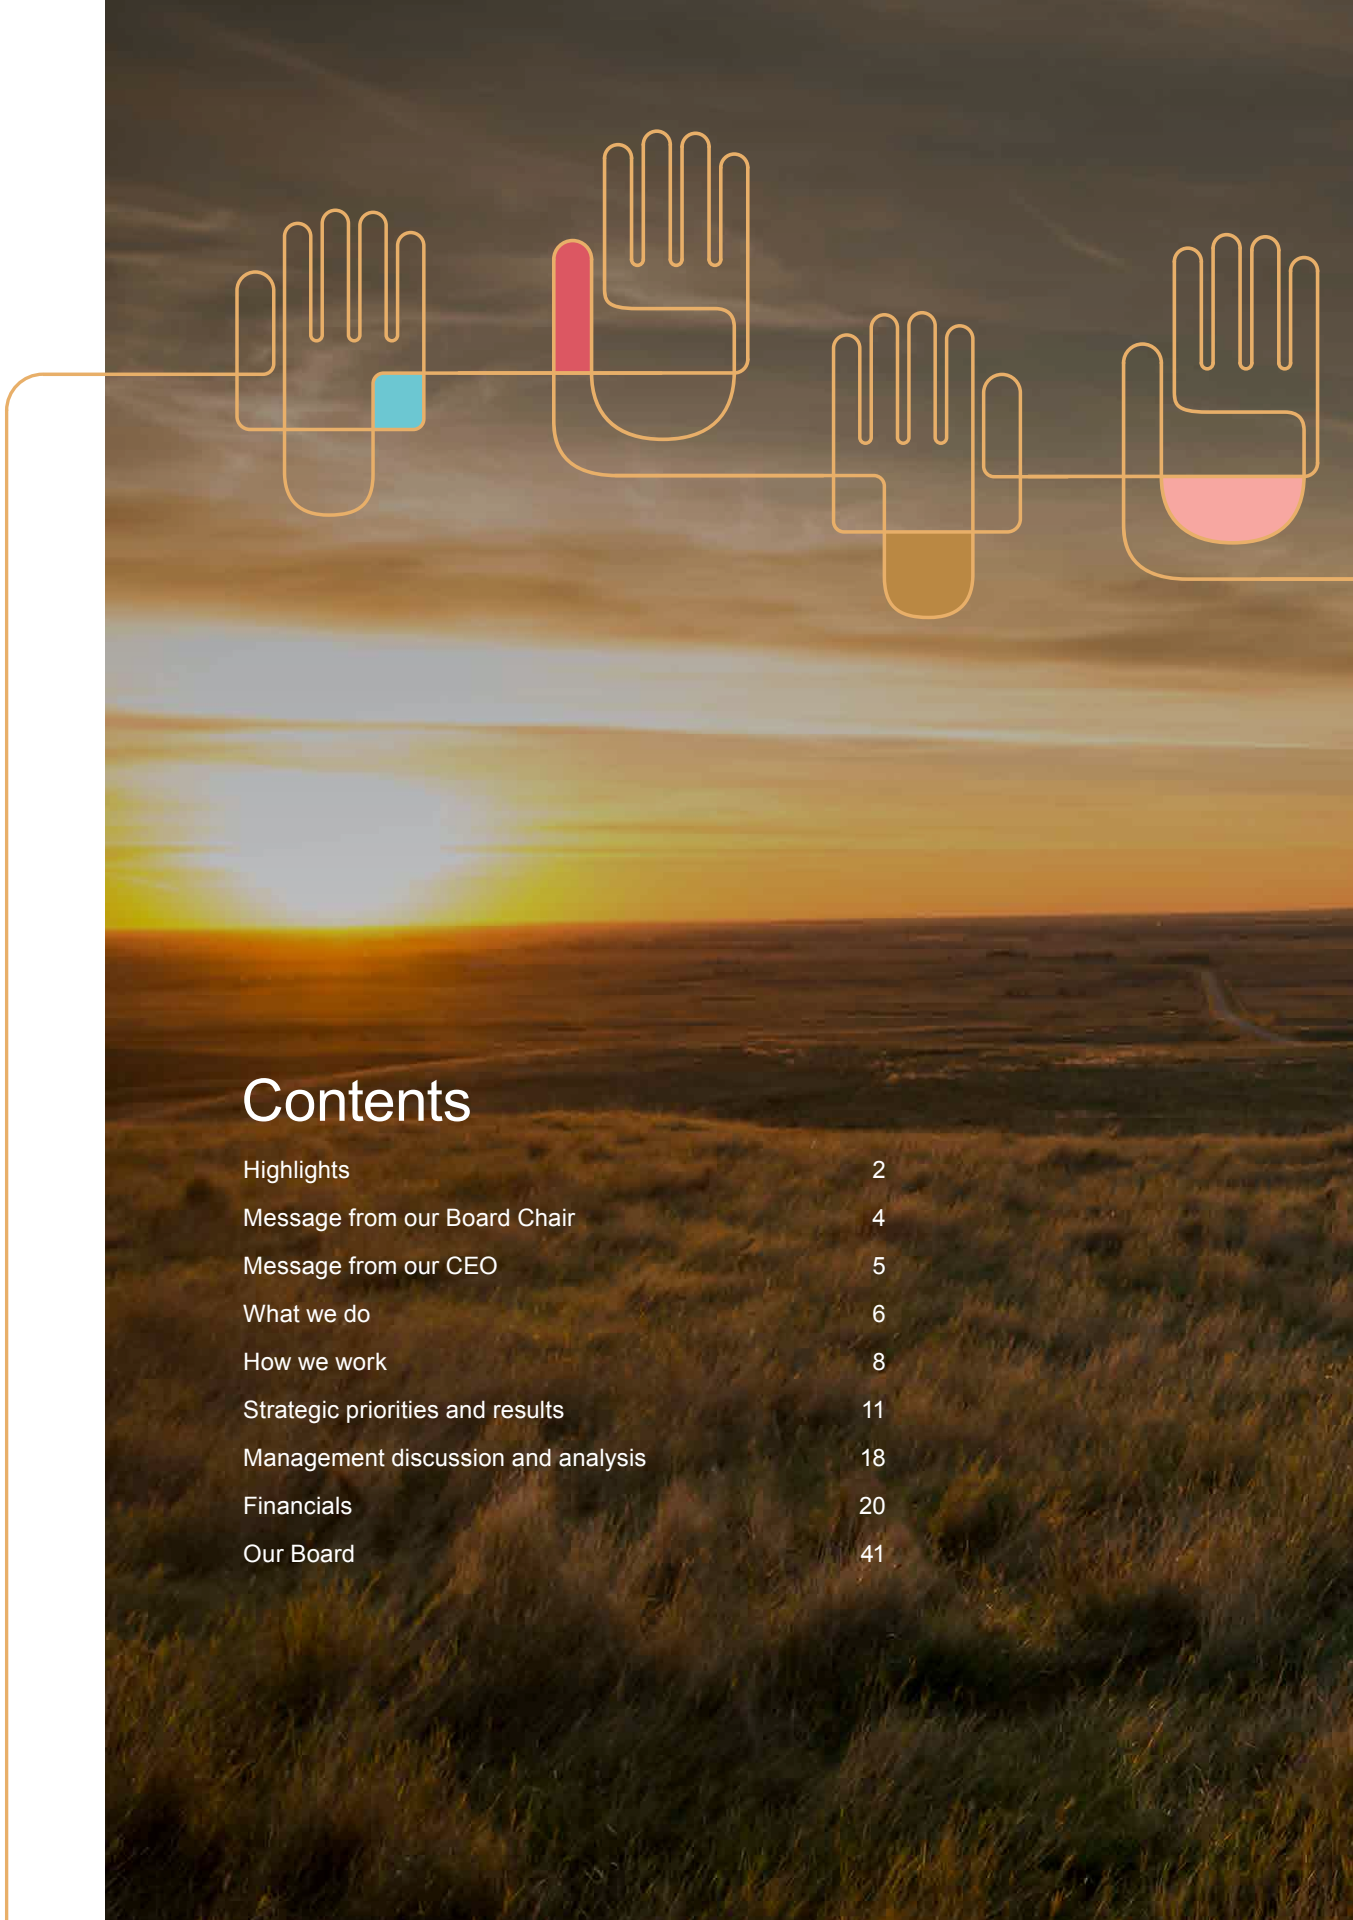 Contents
Highlights 2
Message from our Board Chair 4
Message from our CEO 5
What we do 6
How we work 8
Strategic priorities and results 11
Management discussion and analysis 18
Financials 20
Our Board 41